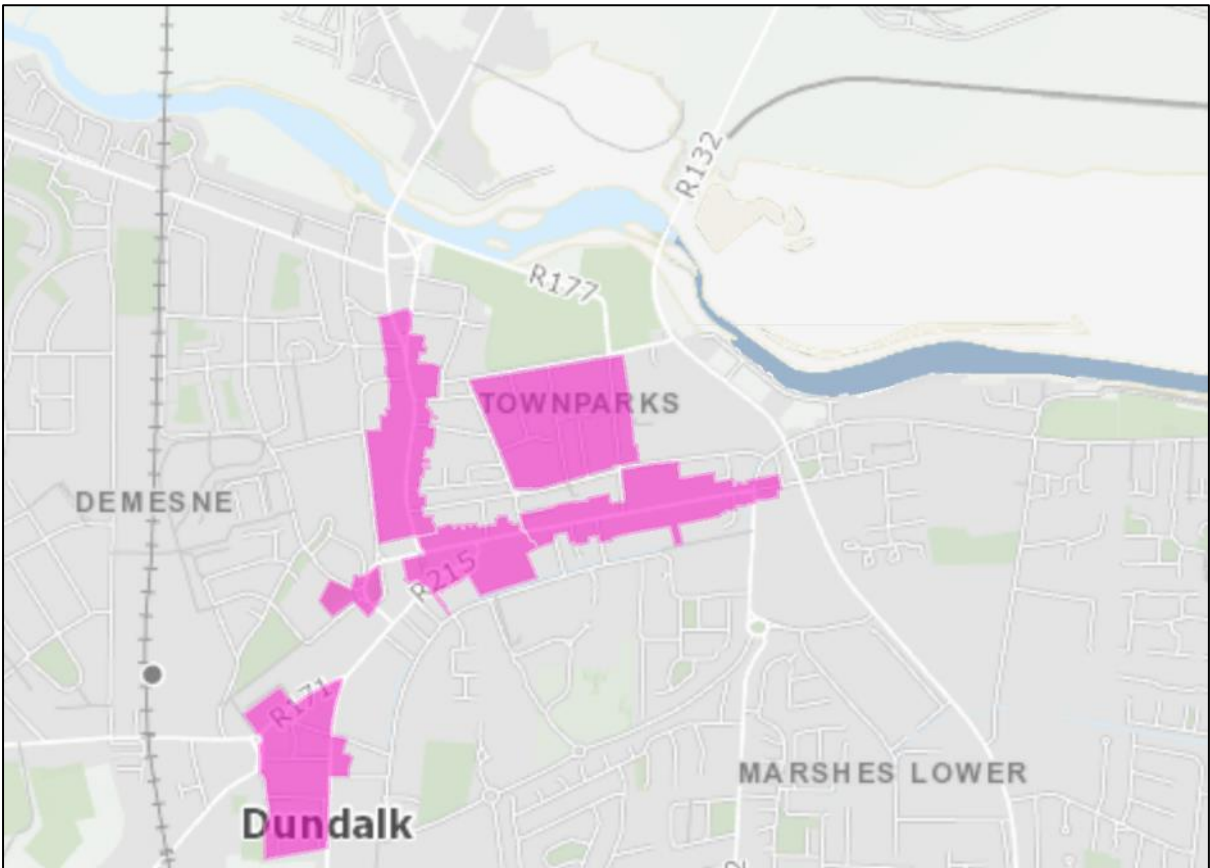 R132
R177
TOWNPARKS
DEMESNE
R215
R171
MARSHES LOWER
Dundalk